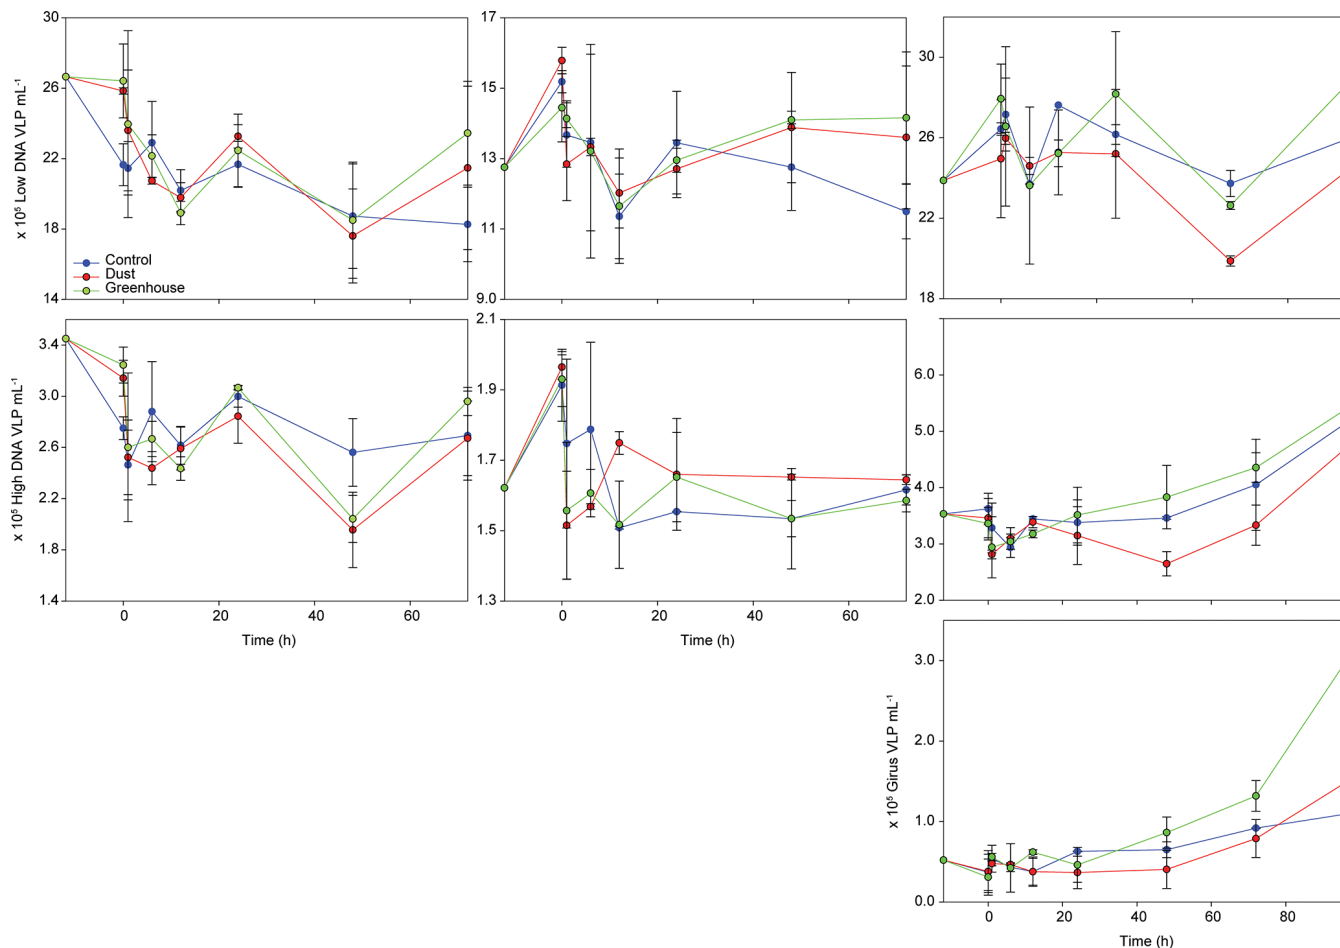 30
26
22
18
14
x 10⁵ Low DNA VLP mL⁻¹
Control
Dust
Greenhouse
17
15
13
11
9.0
30
26
22
18
3.4
3.0
2.6
2.2
1.8
1.4
x 10⁵ High DNA VLP mL⁻¹
0 20 40 60
Time (h)
2.1
1.9
1.7
1.5
1.3
0 20 40 60
Time (h)
6.0
5.0
4.0
3.0
2.0
3.0
2.0
1.0
0.0
x 10⁵ Girus VLP mL⁻¹
0 20 40 60 80
Time (h)